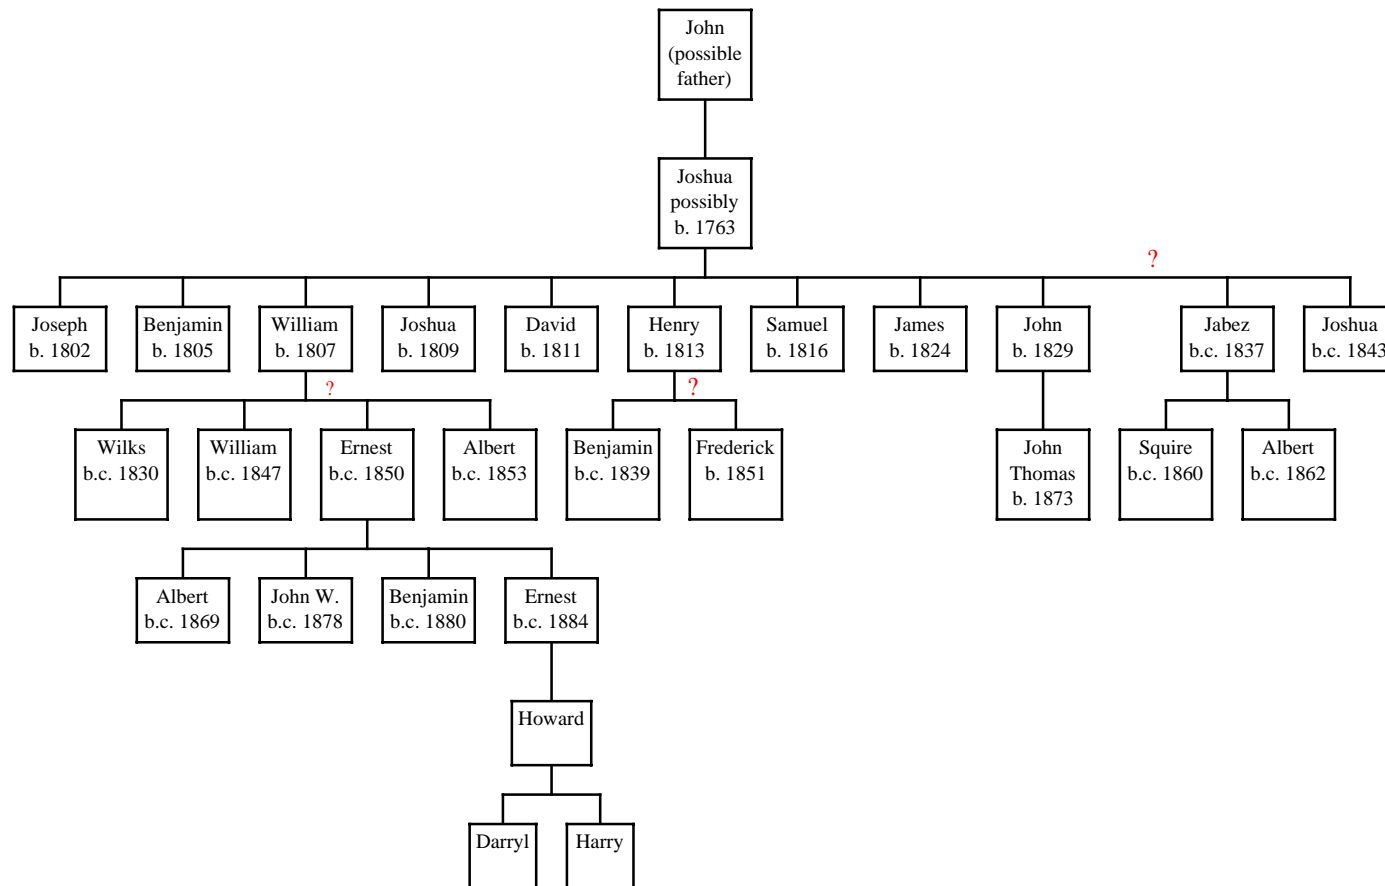 John
(possible
father)
Joshua
possibly
b. 1763
?
Joseph
b. 1802
Benjamin
b. 1805
William
b. 1807
Joshua
b. 1809
David
b. 1811
Henry
b. 1813
Samuel
b. 1816
James
b. 1824
John
b. 1829
Jabez
b.c. 1837
Joshua
b.c. 1843
?
?
Wilks
b.c. 1830
William
b.c. 1847
Ernest
b.c. 1850
Albert
b.c. 1853
Benjamin
b.c. 1839
Frederick
b. 1851
John
Thomas
b. 1873
Squire
b.c. 1860
Albert
b.c. 1862
Albert
b.c. 1869
John W.
b.c. 1878
Benjamin
b.c. 1880
Ernest
b.c. 1884
Howard
Darryl
Harry